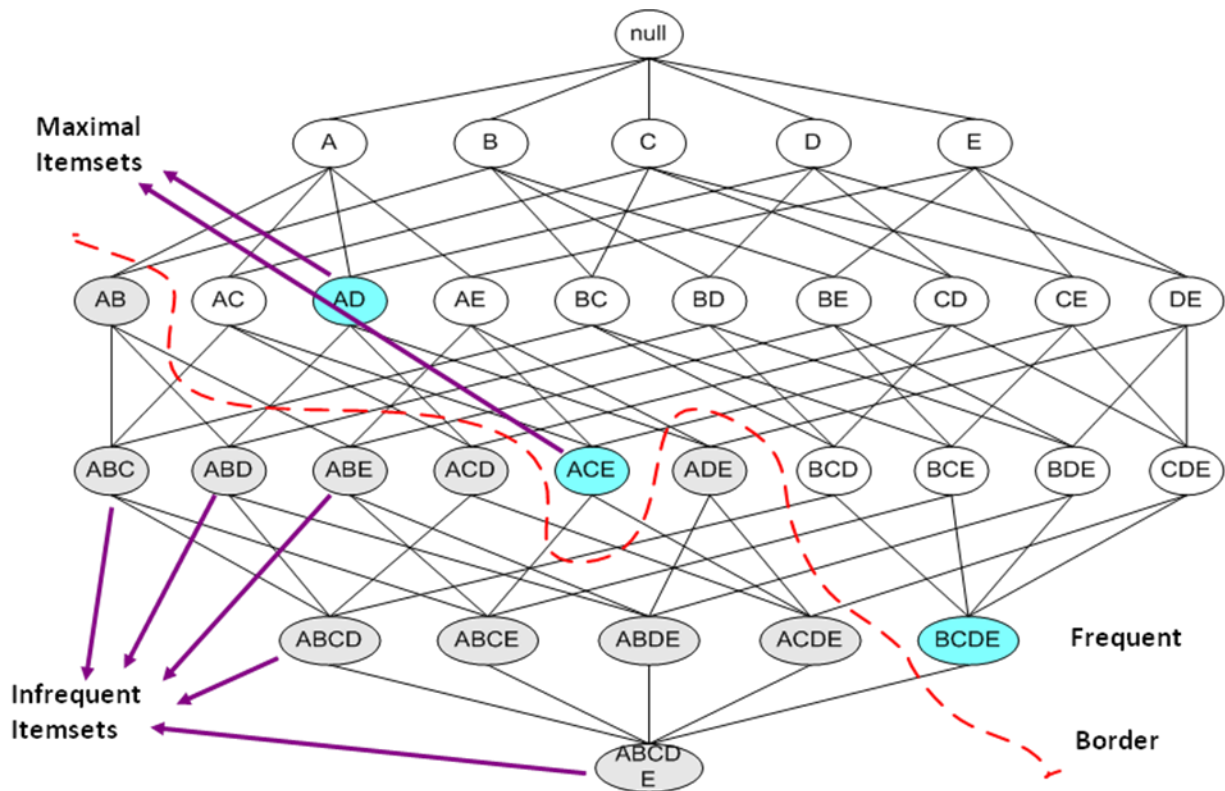 null
Maximal
Itemsets
A B C D E
AB AC AD AE BC BD BE CD CE DE
ABC ABD ABE ACD ACE ADE BCD BCE BDE CDE
ABCD ABCE ABDE ACDE BCDE Frequent
Infrequent
Itemsets
Border
ABCD
E